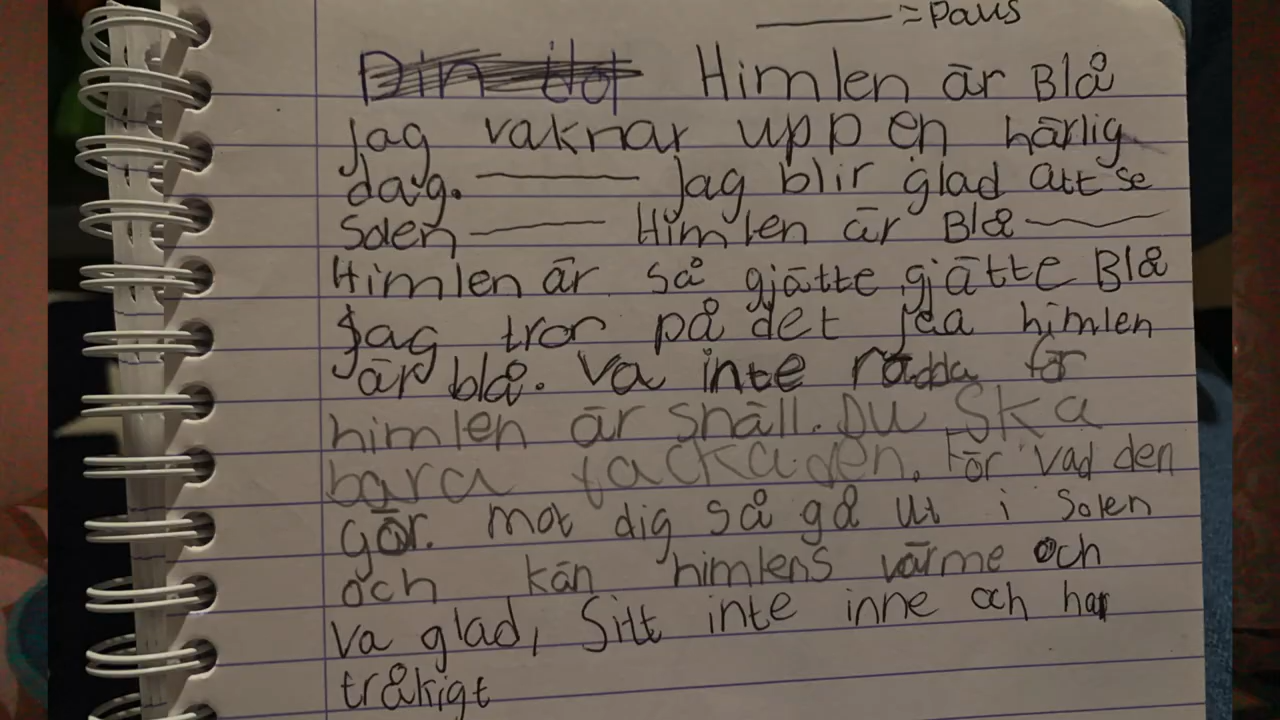 ——— = Paus
Himlen är Blå
Jag vaknar upp en härlig
dag. ——— Jag blir glad att se
Solen ——— Himlen är Blå ———
Himlen är så gjätte gjätte Blå
Jag tror på det jaa himlen
är blå. Va inte rädda för
himlen är snäll. Du Ska
bara tacka den. För vad den
gör. mot dig så gå ut i Solen
och kän himlens värme och
va glad, Sitt inte inne och har
tråkigt